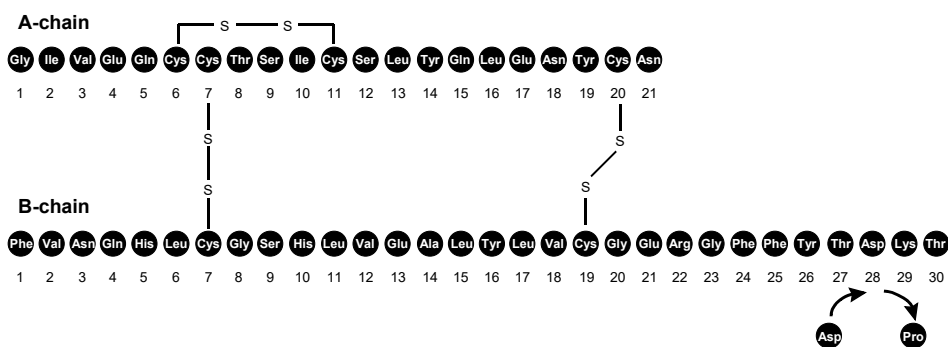 A-chain
S S
Gly Ile Val Glu Gln Cys Cys Thr Ser Ile Cys Ser Leu Tyr Gln Leu Glu Asn Tyr Cys Asn
1 2 3 4 5 6 7 8 9 10 11 12 13 14 15 16 17 18 19 20 21
S S
S S
B-chain
Phe Val Asn Gln His Leu Cys Gly Ser His Leu Val Glu Ala Leu Tyr Leu Val Cys Gly Glu Arg Gly Phe Phe Tyr Thr Asp Lys Thr
1 2 3 4 5 6 7 8 9 10 11 12 13 14 15 16 17 18 19 20 21 22 23 24 25 26 27 28 29 30
Asp Pro